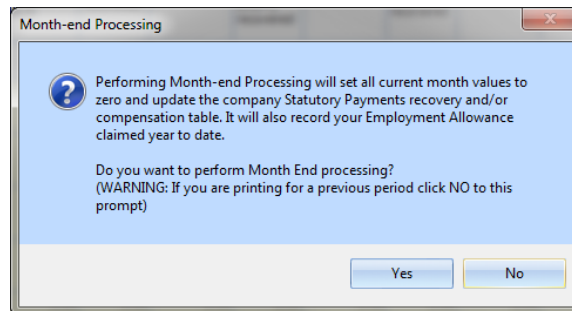 Month-end Processing
Performing Month-end Processing will set all current month values to
zero and update the company Statutory Payments recovery and/or
compensation table. It will also record your Employment Allowance
claimed year to date.
Do you want to perform Month End processing?
(WARNING: If you are printing for a previous period click NO to this
prompt)
Yes
No